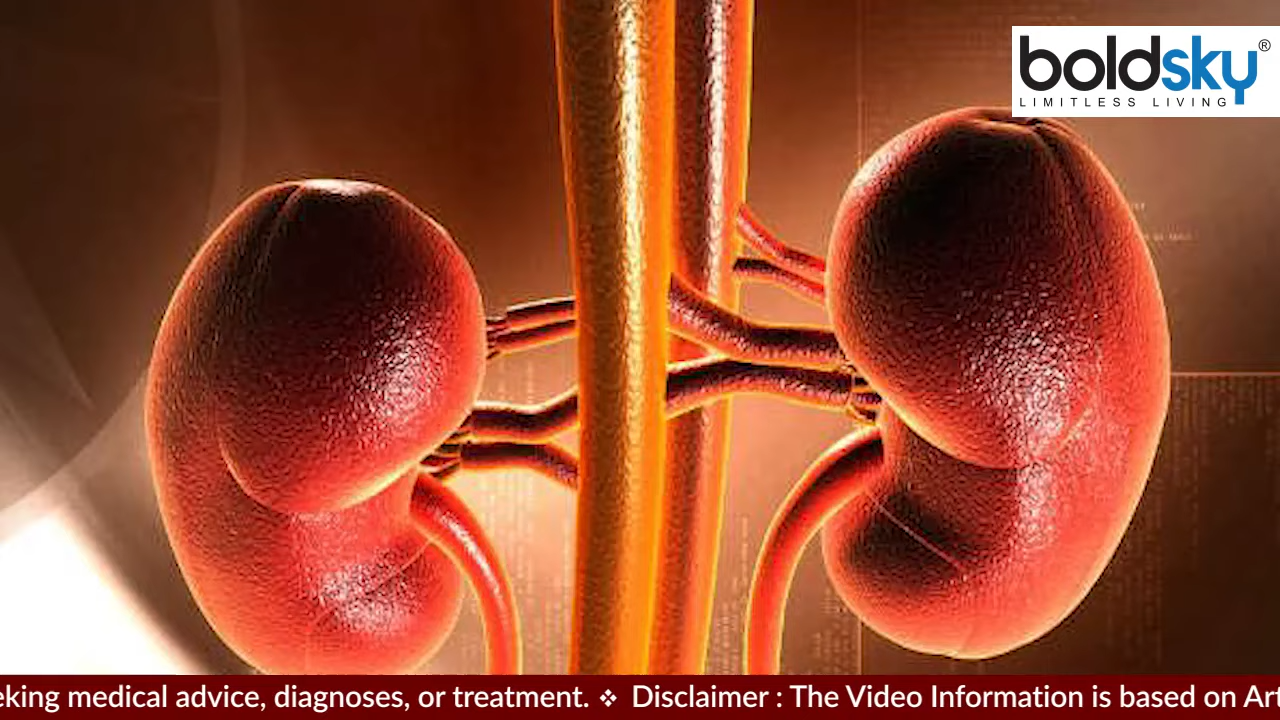 boldsky®
LIMITLESS LIVING
eking medical advice, diagnoses, or treatment. ❖ Disclaimer : The Video Information is based on Art